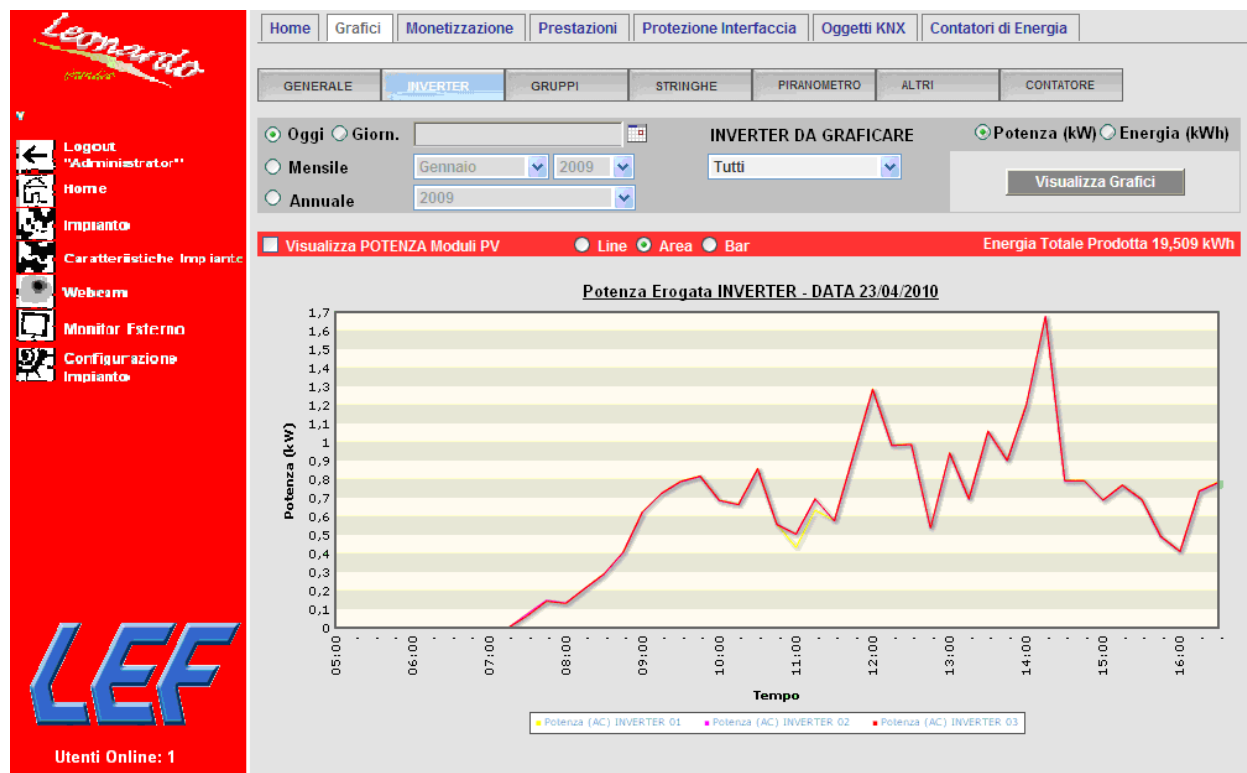 Leonardo
Home Grafici Monetizzazione Prestazioni Protezione Interfaccia Oggetti KNX Contatori di Energia
GENERALE INVERTER GRUPPI STRINGHE PIRANOMETRO ALTRI CONTATORE
Logout
"Administrator"
Home
Impianto
Caratteristiche Impianto
Webcam
Monitor Esterno
Configurazione
Impianto
Oggi Giorn. INVERTER DA GRAFICARE Potenza (kW) Energia (kWh)
Mensile Gennaio 2009 Tutti
Visualizza Grafici
Annuale 2009
Visualizza POTENZA Moduli PV Line Area Bar Energia Totale Prodotta 19,509 kWh
Potenza Erogata INVERTER - DATA 23/04/2010
Potenza (kW)
1,7
1,6
1,5
1,4
1,3
1,2
1,1
1
0,9
0,8
0,7
0,6
0,5
0,4
0,3
0,2
0,1
0
05:00 06:00 07:00 08:00 09:00 10:00 11:00 12:00 13:00 14:00 15:00 16:00
Tempo
Potenza (AC) INVERTER 01 Potenza (AC) INVERTER 02 Potenza (AC) INVERTER 03
LEF
Utenti Online: 1